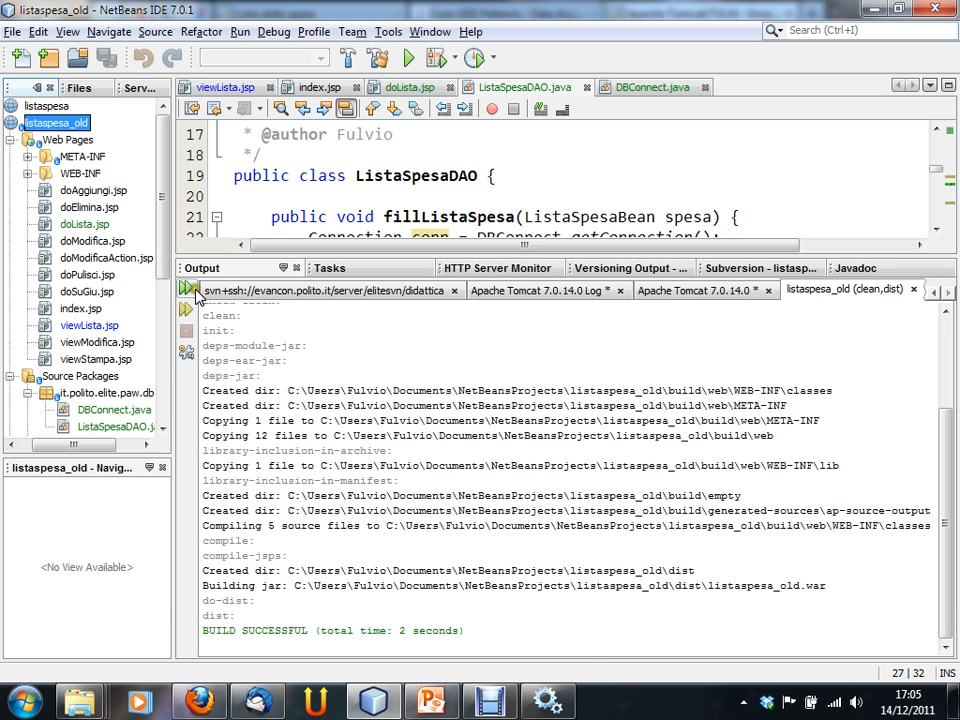 listaspesa_old - NetBeans IDE 7.0.1
File Edit View Navigate Source Refactor Run Debug Profile Team Tools Window Help
Search (Ctrl+I)
Files Serv...
viewLista.jsp index.jsp doLista.jsp ListaSpesaDAO.java DBConnect.java
listaspesa
listaspesa_old
Web Pages
META-INF
WEB-INF
doAggiungi.jsp
doElimina.jsp
doLista.jsp
doModifica.jsp
doModificaAction.jsp
doPulisci.jsp
doSuGiu.jsp
index.jsp
viewLista.jsp
viewModifica.jsp
viewStampa.jsp
Source Packages
it.polito.elite.paw.db
DBConnect.java
ListaSpesaDAO.ja
listaspesa_old - Navig...
<No View Available>
17 * @author Fulvio
18 */
19 public class ListaSpesaDAO {
20
21 public void fillListaSpesa(ListaSpesaBean spesa) {
22 Connection conn = DBConnect.getConnection();
Output Tasks HTTP Server Monitor Versioning Output - ... Subversion - listasp... Javadoc
svn+ssh://evancon.polito.it/server/elitesvn/didattica Apache Tomcat 7.0.14.0 Log * Apache Tomcat 7.0.14.0 * listaspesa_old (clean,dist)
clean:
init:
deps-module-jar:
deps-ear-jar:
deps-jar:
Created dir: C:\Users\Fulvio\Documents\NetBeansProjects\listaspesa_old\build\web\WEB-INF\classes
Created dir: C:\Users\Fulvio\Documents\NetBeansProjects\listaspesa_old\build\web\META-INF
Copying 1 file to C:\Users\Fulvio\Documents\NetBeansProjects\listaspesa_old\build\web\META-INF
Copying 12 files to C:\Users\Fulvio\Documents\NetBeansProjects\listaspesa_old\build\web
library-inclusion-in-archive:
Copying 1 file to C:\Users\Fulvio\Documents\NetBeansProjects\listaspesa_old\build\web\WEB-INF\lib
library-inclusion-in-manifest:
Created dir: C:\Users\Fulvio\Documents\NetBeansProjects\listaspesa_old\build\empty
Created dir: C:\Users\Fulvio\Documents\NetBeansProjects\listaspesa_old\build\generated-sources\ap-source-output
Compiling 5 source files to C:\Users\Fulvio\Documents\NetBeansProjects\listaspesa_old\build\web\WEB-INF\classes
compile:
compile-jsps:
Created dir: C:\Users\Fulvio\Documents\NetBeansProjects\listaspesa_old\dist
Building jar: C:\Users\Fulvio\Documents\NetBeansProjects\listaspesa_old\dist\listaspesa_old.war
do-dist:
dist:
BUILD SUCCESSFUL (total time: 2 seconds)
27 | 32 INS
17:05
14/12/2011